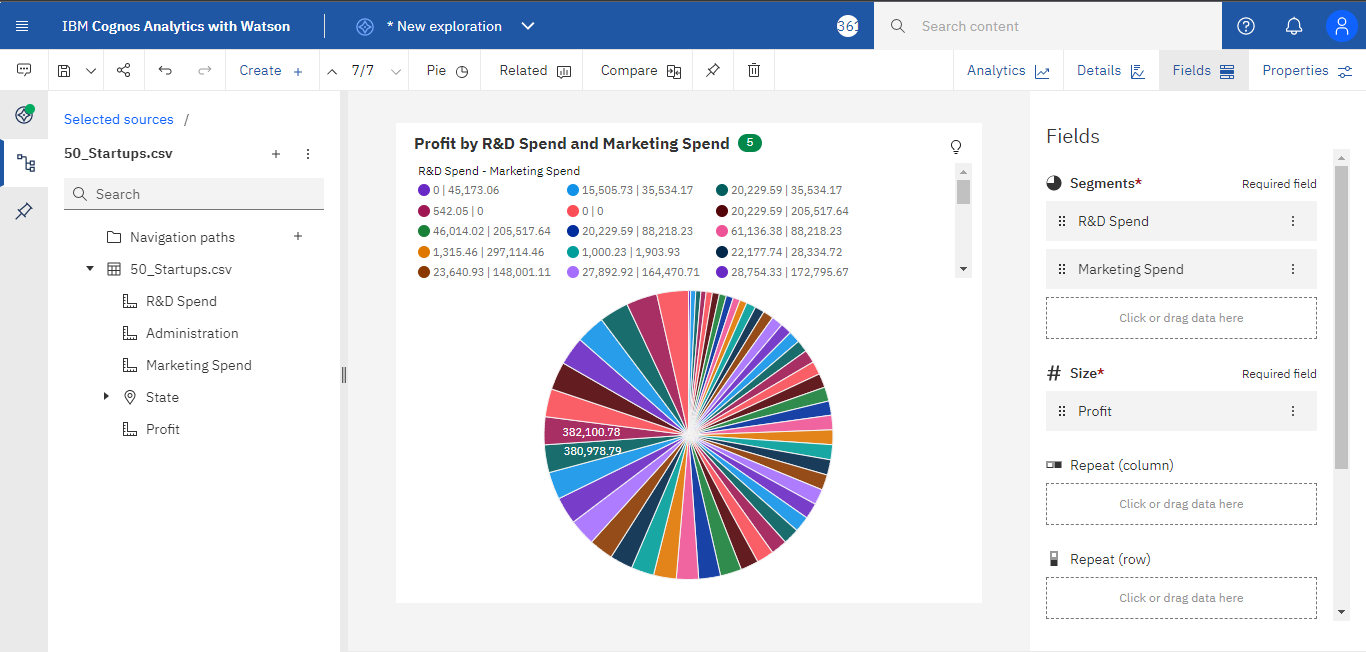 IBM Cognos Analytics with Watson
* New exploration
361
Search content
Create +
7/7
Pie
Related
Compare
Analytics
Details
Fields
Properties
Selected sources /
50_Startups.csv
Search
Navigation paths
50_Startups.csv
R&D Spend
Administration
Marketing Spend
State
Profit
Profit by R&D Spend and Marketing Spend 5
R&D Spend - Marketing Spend
0 | 45,173.06 15,505.73 | 35,534.17 20,229.59 | 35,534.17
542.05 | 0 0 | 0 20,229.59 | 205,517.64
46,014.02 | 205,517.64 20,229.59 | 88,218.23 61,136.38 | 88,218.23
1,315.46 | 297,114.46 1,000.23 | 1,903.93 22,177.74 | 28,334.72
23,640.93 | 148,001.11 27,892.92 | 164,470.71 28,754.33 | 172,795.67
382,100.78
380,978.79
Fields
Segments* Required field
R&D Spend
Marketing Spend
Click or drag data here
Size* Required field
Profit
Repeat (column)
Click or drag data here
Repeat (row)
Click or drag data here